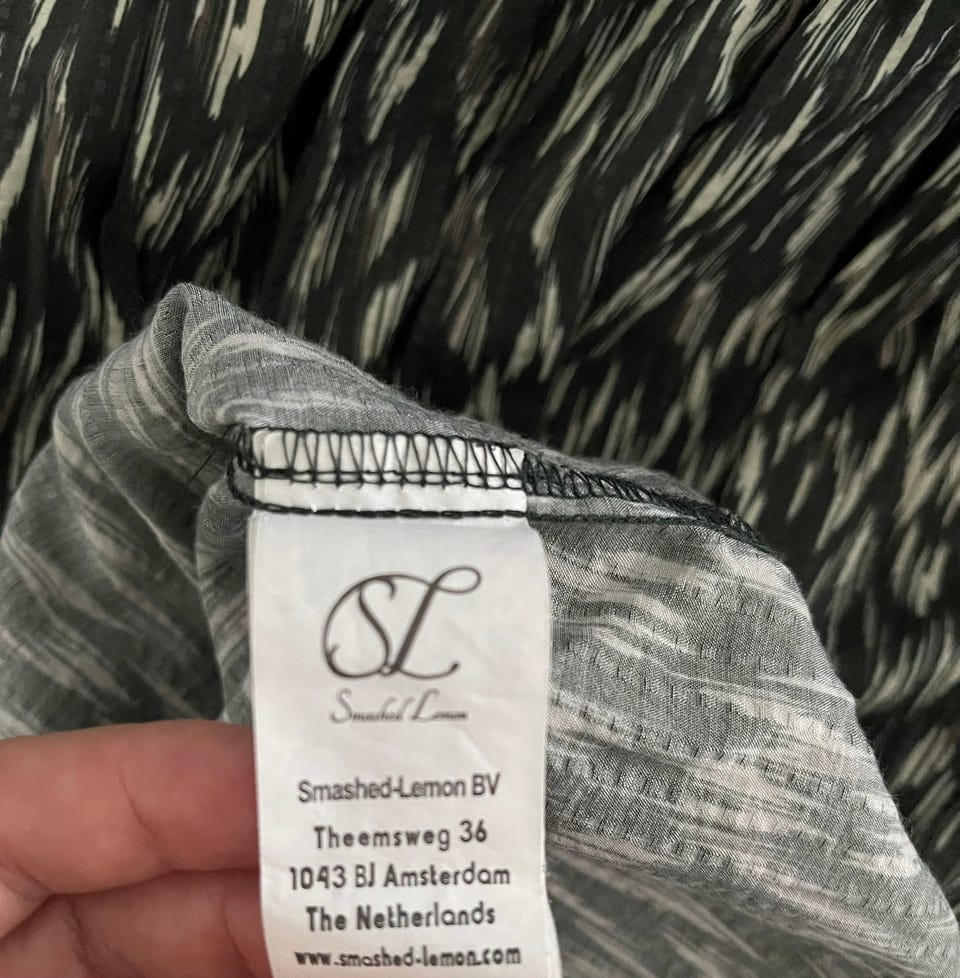 SL
Smashed Lemon
Smashed-Lemon BV
Theemsweg 36
1043 BJ Amsterdam
The Netherlands
www.smashed-lemon.com